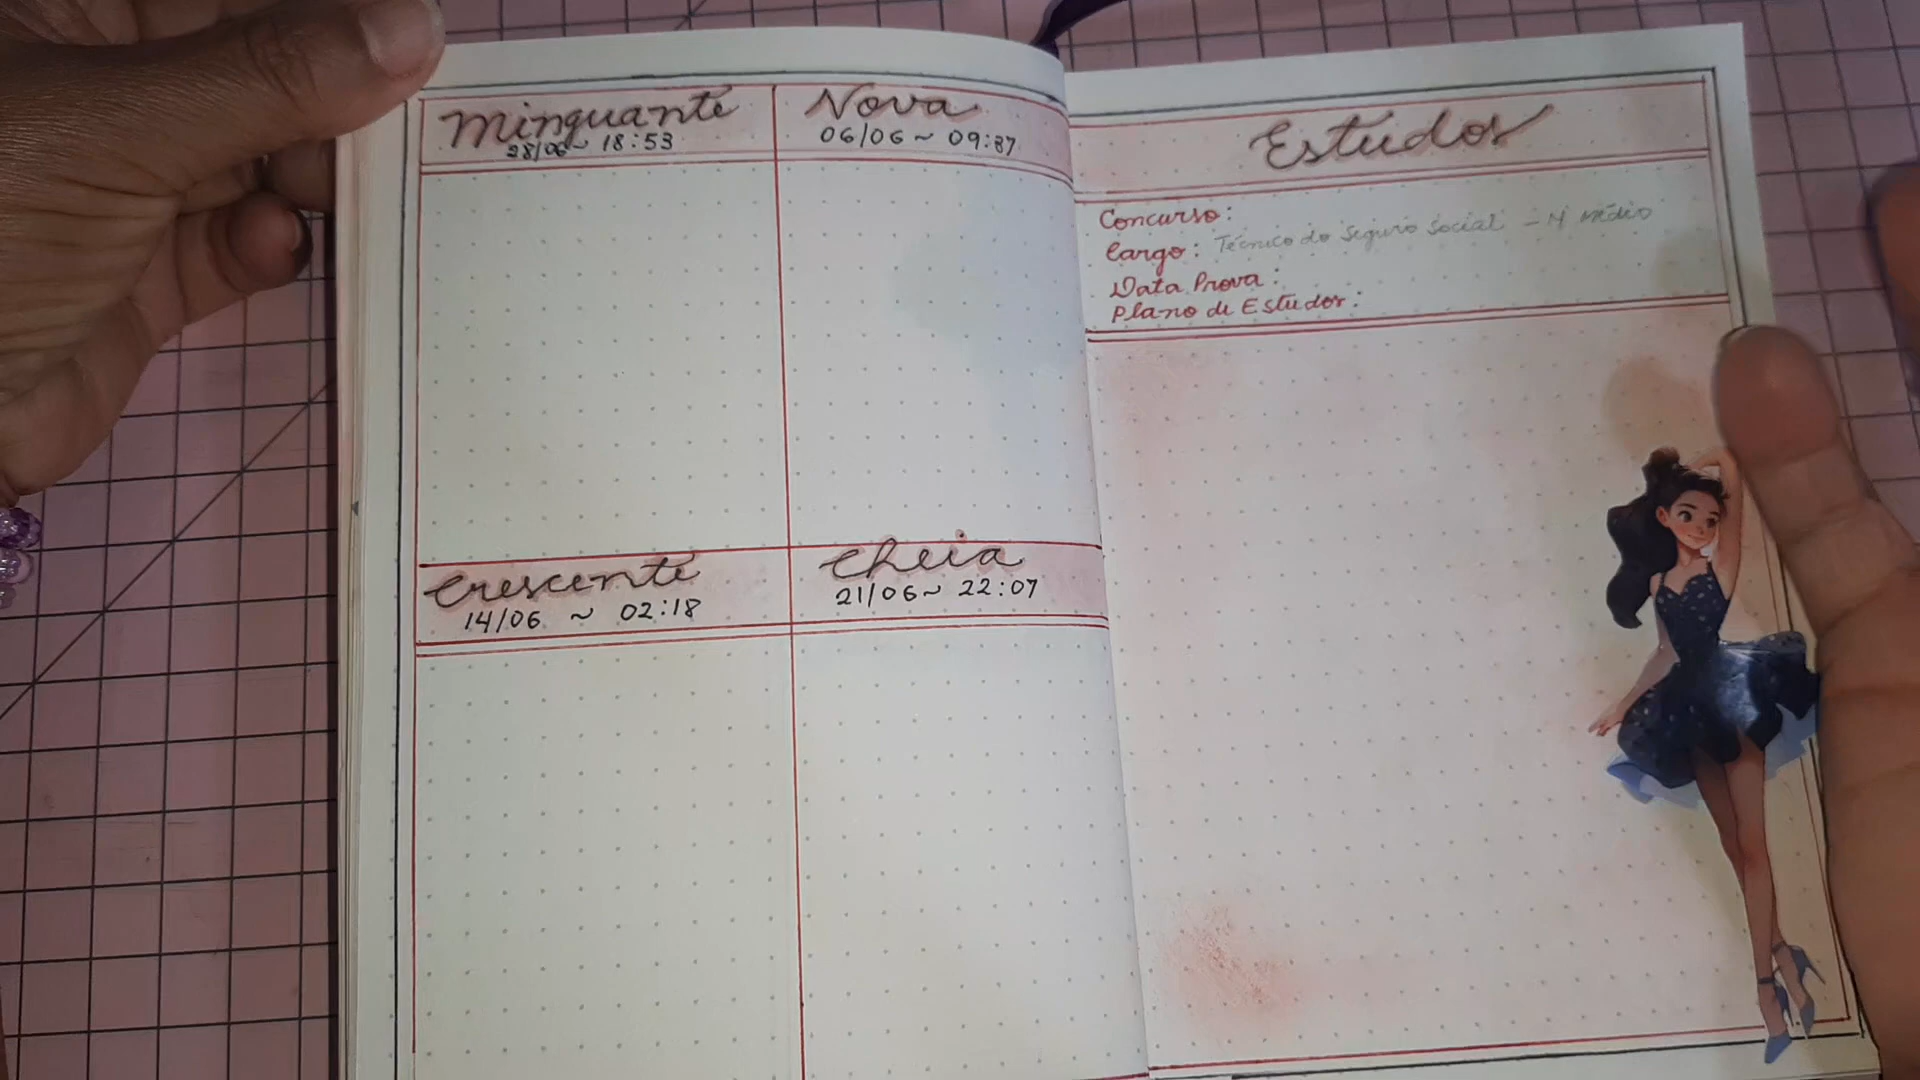 Minguante
28/06 ~ 18:53
Nova
06/06 ~ 09:37
Crescente
14/06 ~ 02:18
Cheia
21/06 ~ 22:07
Estudos
Concurso:
Cargo: Técnico do Seguro Social - N Médio
Data Prova:
Plano de Estudos: